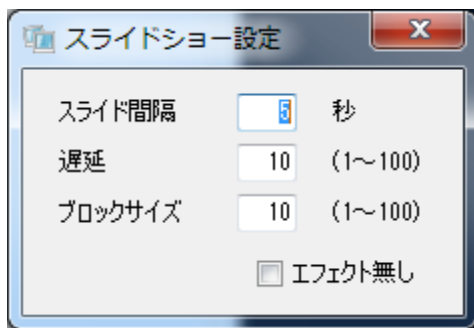 スライドショー設定
スライド間隔 5 秒
遅延 10 (1～100)
ブロックサイズ 10 (1～100)
エフェクト無し